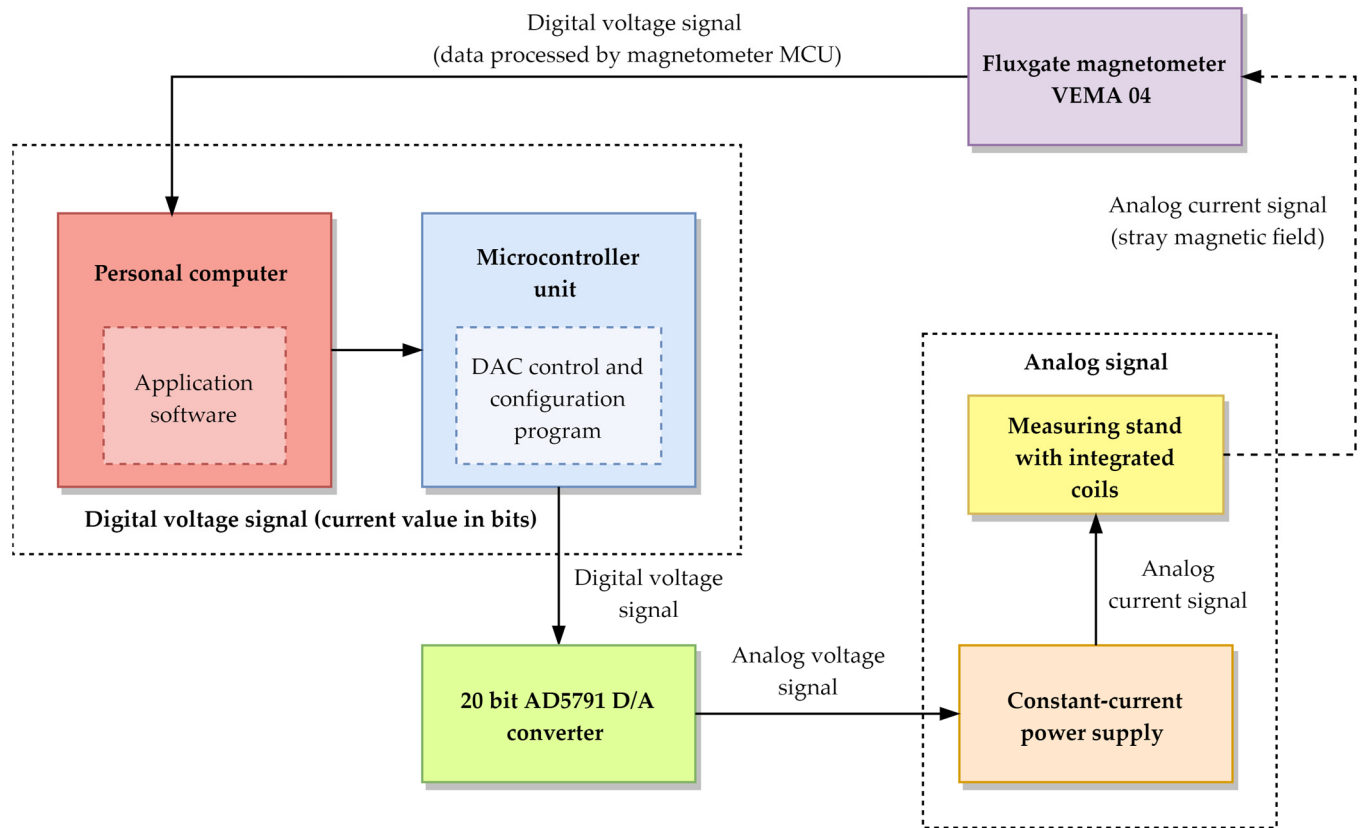 Digital voltage signal
(data processed by magnetometer MCU)
Fluxgate magnetometer
VEMA 04
Analog current signal
(stray magnetic field)
Personal computer
Application
software
Microcontroller
unit
DAC control and
configuration
program
Digital voltage signal (current value in bits)
Analog signal
Measuring stand
with integrated
coils
Digital voltage
signal
Analog
current signal
20 bit AD5791 D/A
converter
Analog voltage
signal
Constant-current
power supply